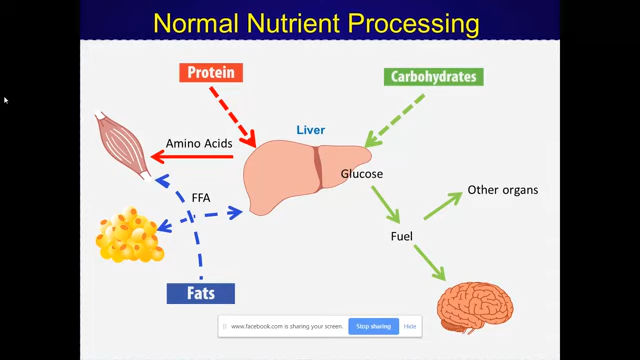 Normal Nutrient Processing
Protein
Carbohydrates
Liver
Amino Acids
Glucose
Other organs
FFA
Fuel
Fats
www.facebook.com is sharing your screen. Stop sharing Hide